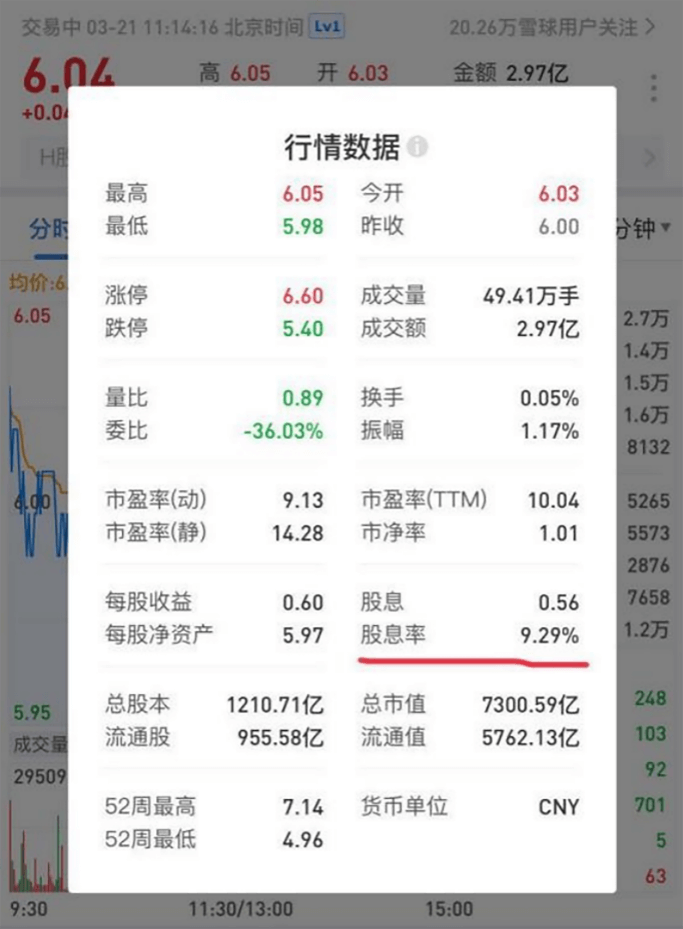 交易中 03-21 11:14:16 北京时间 Lv1 20.26万雪球用户关注
6.04 高 6.05 开 6.03 金额 2.97亿
+0.04
H股
行情数据
最高 6.05 今开 6.03
最低 5.98 昨收 6.00
涨停 6.60 成交量 49.41万手
跌停 5.40 成交额 2.97亿
量比 0.89 换手 0.05%
委比 -36.03% 振幅 1.17%
市盈率(动) 9.13 市盈率(TTM) 10.04
市盈率(静) 14.28 市净率 1.01
每股收益 0.60 股息 0.56
每股净资产 5.97 股息率 9.29%
总股本 1210.71亿 总市值 7300.59亿
流通股 955.58亿 流通值 5762.13亿
52周最高 7.14 货币单位 CNY
52周最低 4.96
分时 分钟
均价:6.
6.05
6.00
5.95
成交量
29509
2.7万
1.4万
1.5万
1.6万
8132
5265
5573
2876
7658
1.2万
248
103
92
701
5
63
9:30 11:30/13:00 15:00